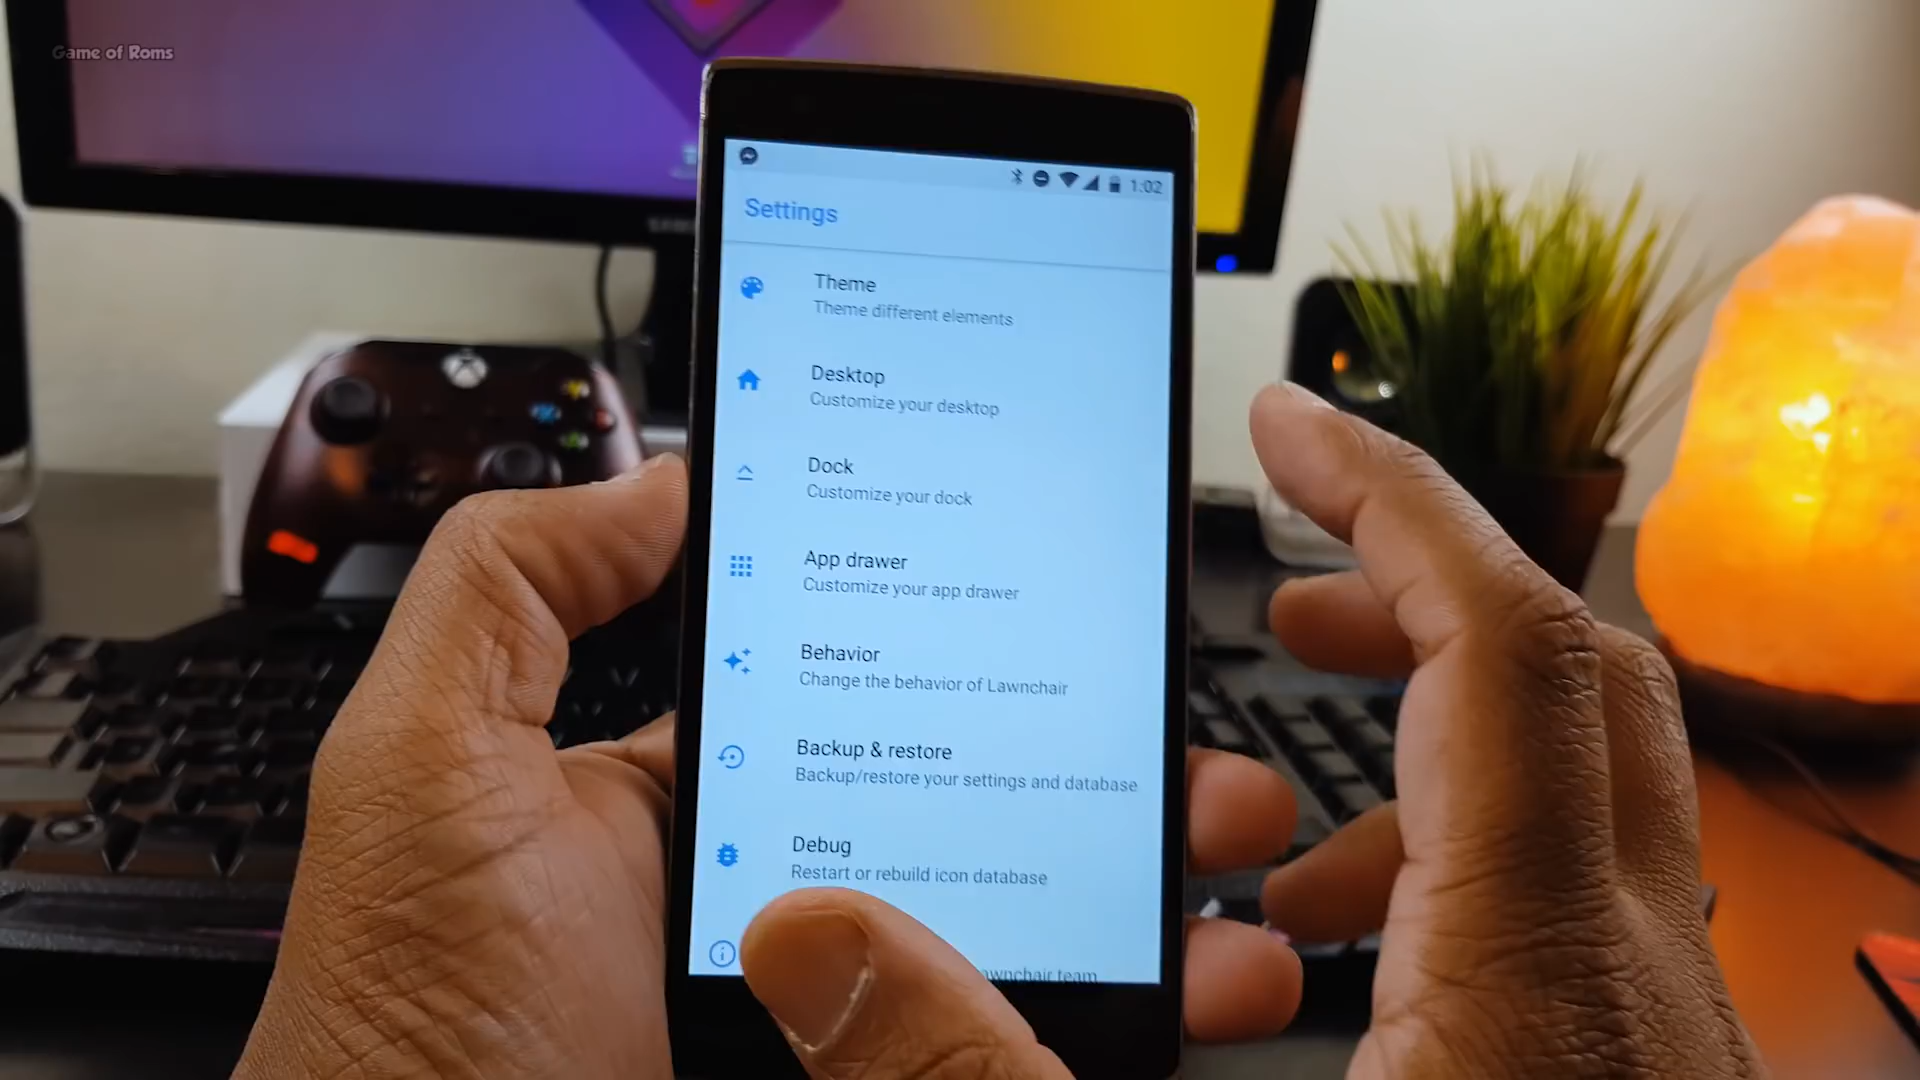 Game of Roms
1:02
Settings
Theme
Theme different elements
Desktop
Customize your desktop
Dock
Customize your dock
App drawer
Customize your app drawer
Behavior
Change the behavior of Lawnchair
Backup & restore
Backup/restore your settings and database
Debug
Restart or rebuild icon database
awnchair team